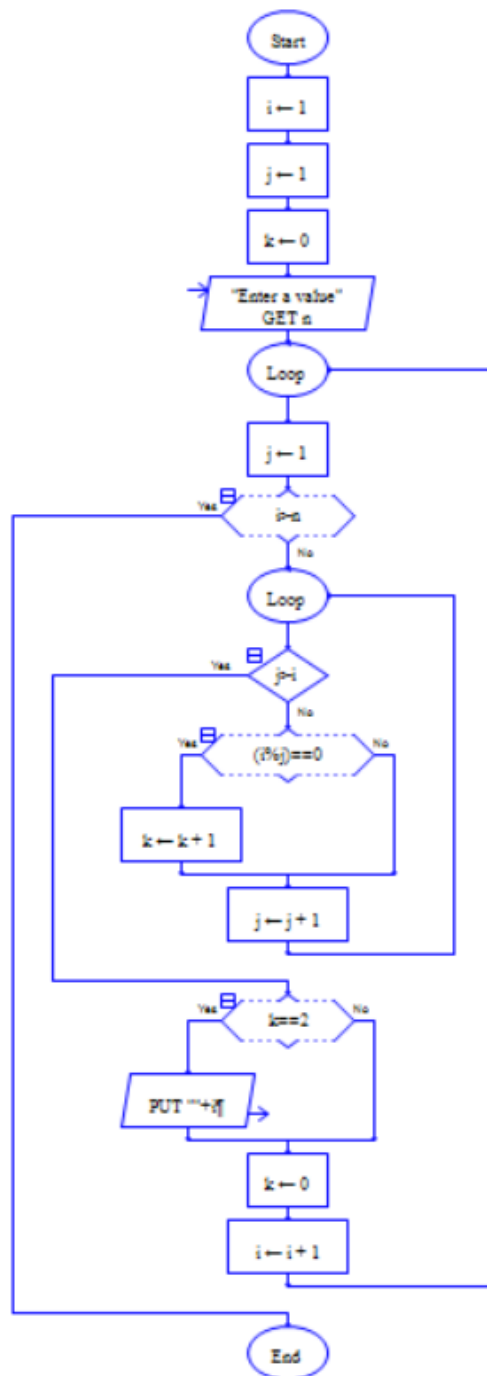 Start
i ← 1
j ← 1
k ← 0
"Enter a value"
GET n
Loop
j ← 1
Yes
i>=n
No
Loop
Yes
j>=i
No
Yes
(i%j)==0
No
k ← k + 1
j ← j + 1
Yes
k==2
No
PUT ""+i¶
k ← 0
i ← i + 1
End